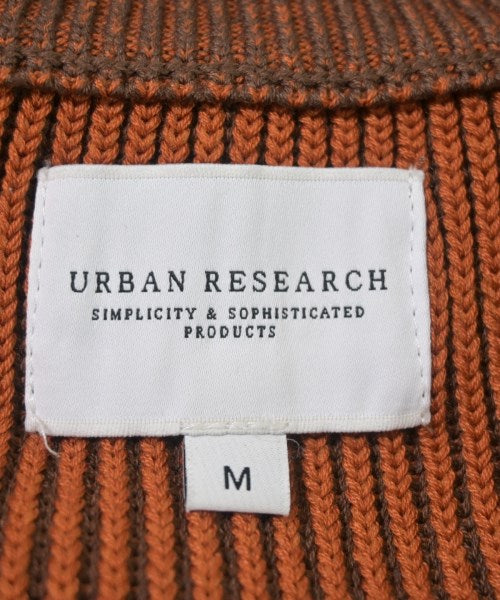 URBAN RESEARCH
SIMPLICITY & SOPHISTICATED
PRODUCTS
M